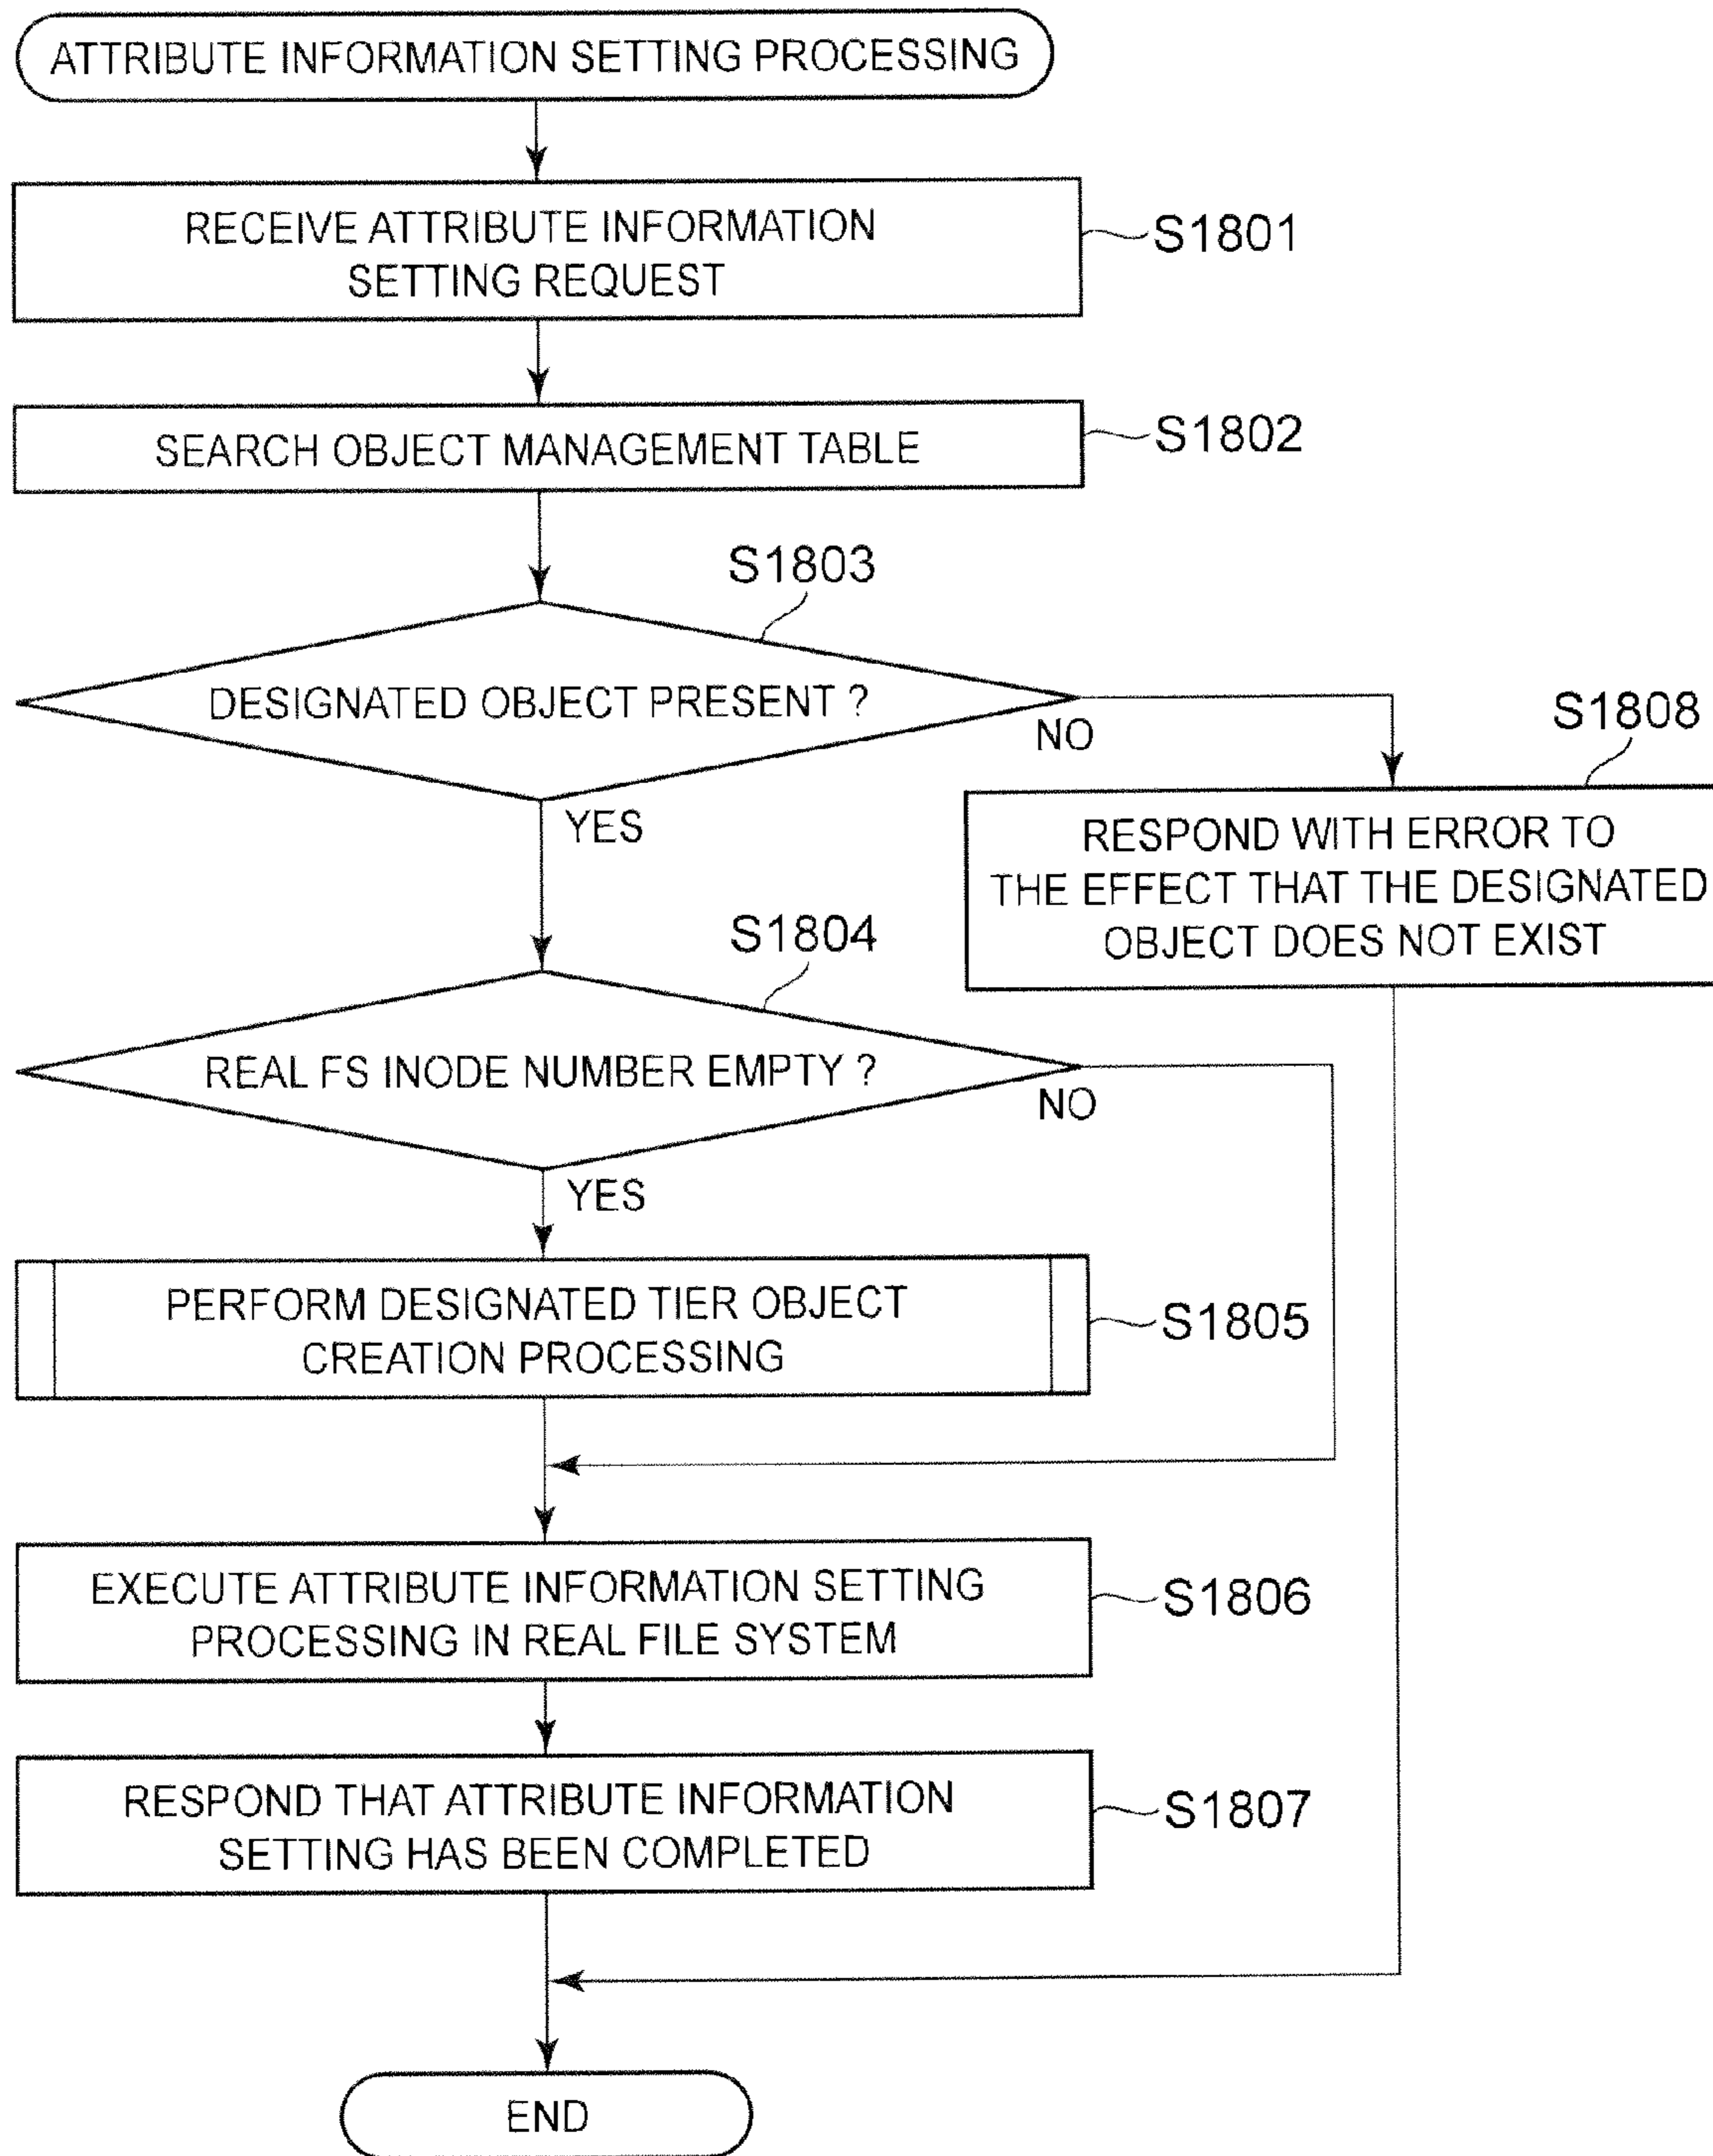 ATTRIBUTE INFORMATION SETTING PROCESSING
RECEIVE ATTRIBUTE INFORMATION
SETTING REQUEST
S1801
SEARCH OBJECT MANAGEMENT TABLE
S1802
S1803
DESIGNATED OBJECT PRESENT ?
NO
YES
S1808
RESPOND WITH ERROR TO
THE EFFECT THAT THE DESIGNATED
OBJECT DOES NOT EXIST
S1804
REAL FS INODE NUMBER EMPTY ?
NO
YES
PERFORM DESIGNATED TIER OBJECT
CREATION PROCESSING
S1805
EXECUTE ATTRIBUTE INFORMATION SETTING
PROCESSING IN REAL FILE SYSTEM
S1806
RESPOND THAT ATTRIBUTE INFORMATION
SETTING HAS BEEN COMPLETED
S1807
END